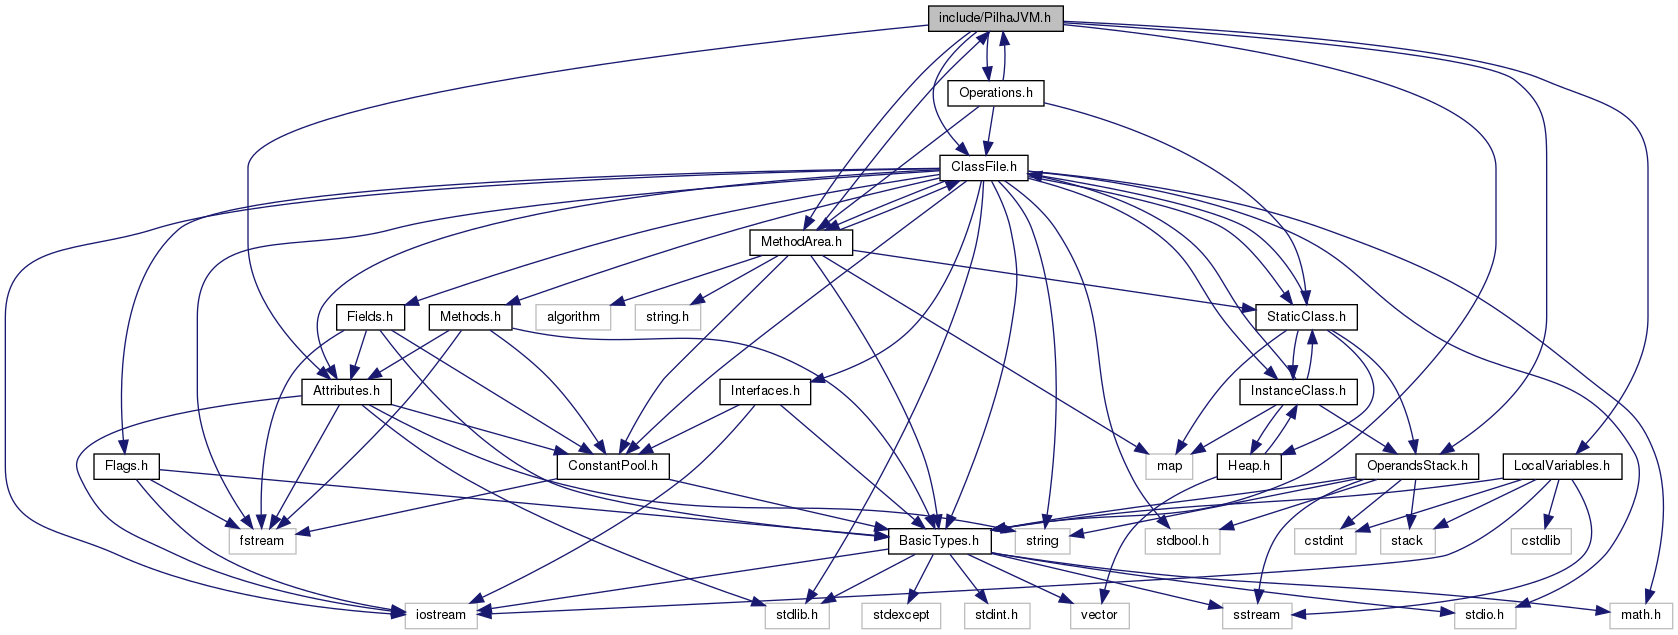 include/PilhaJVM.h
Operations.h
ClassFile.h
MethodArea.h
Fields.h
Methods.h
algorithm
string.h
StaticClass.h
Attributes.h
Interfaces.h
InstanceClass.h
Flags.h
ConstantPool.h
map
Heap.h
OperandsStack.h
LocalVariables.h
fstream
BasicTypes.h
string
stdbool.h
cstdint
stack
cstdlib
iostream
stdlib.h
stdexcept
stdint.h
vector
sstream
stdio.h
math.h